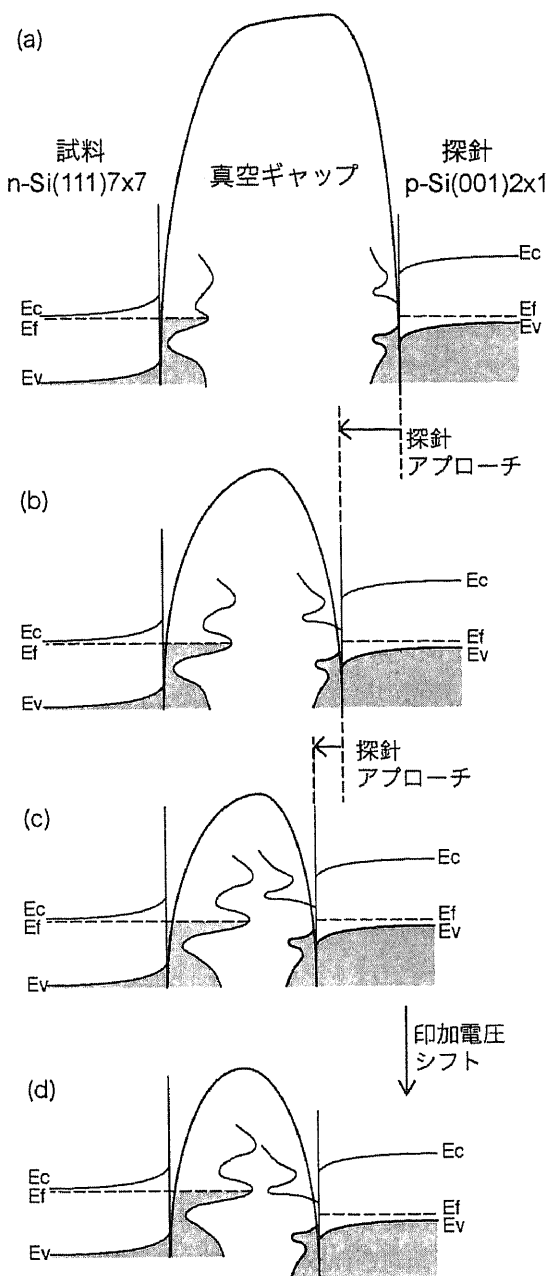 (a)
試料
n-Si(111)7x7
真空ギャップ
探針
p-Si(001)2x1
Ec
Ef
Ev
Ec
Ef
Ev
探針
アプローチ
(b)
Ec
Ef
Ev
Ec
Ef
Ev
探針
アプローチ
(c)
Ec
Ef
Ev
Ec
Ef
Ev
印加電圧
シフト
(d)
Ec
Ef
Ev
Ec
Ef
Ev